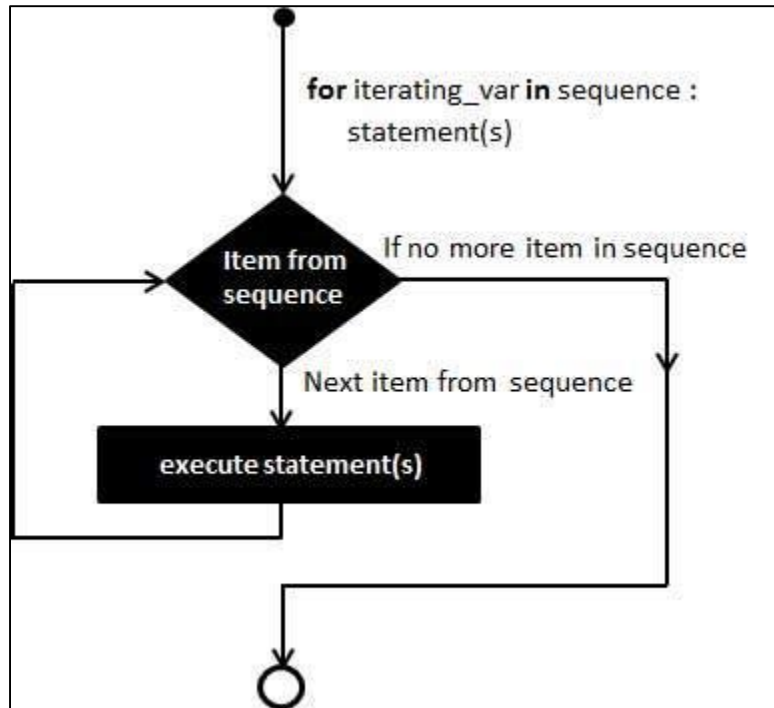 for iterating_var in sequence :
statement(s)
Item from
sequence
If no more item in sequence
Next item from sequence
execute statement(s)